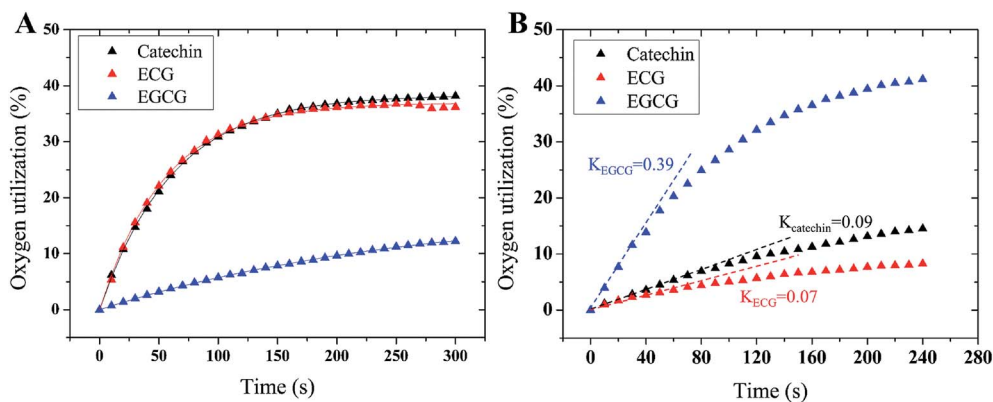 A
Catechin
ECG
EGCG
Oxygen utilization (%)
50
40
30
20
10
0
0 50 100 150 200 250 300
Time (s)
B
Catechin
ECG
EGCG
Oxygen utilization (%)
50
40
30
20
10
0
K_EGCG=0.39
K_catechin=0.09
K_ECG=0.07
0 40 80 120 160 200 240 280
Time (s)